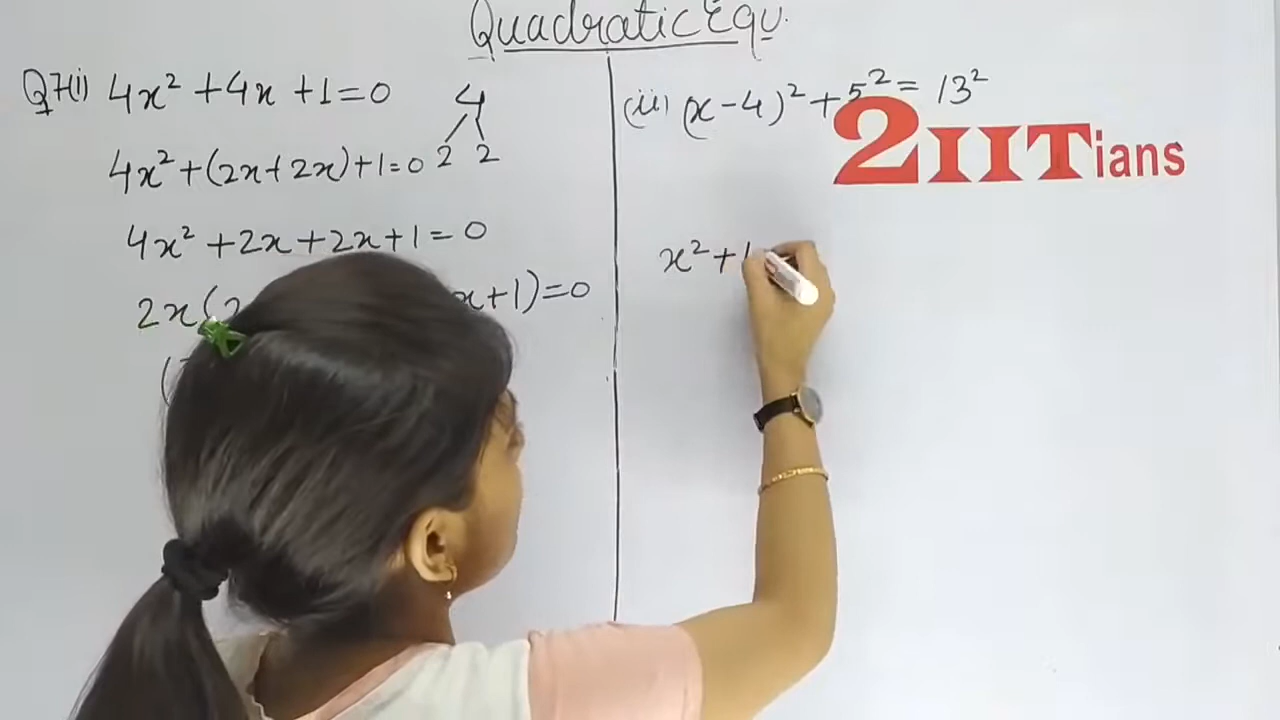 Quadratic Equ.
Q7(i) 4x² + 4x + 1 = 0
4
2 2
4x² + (2x + 2x) + 1 = 0
4x² + 2x + 2x + 1 = 0
2x(2 x + 1) = 0
(
(ii) (x - 4)² + 5² = 13²
2IITians
x² + 1